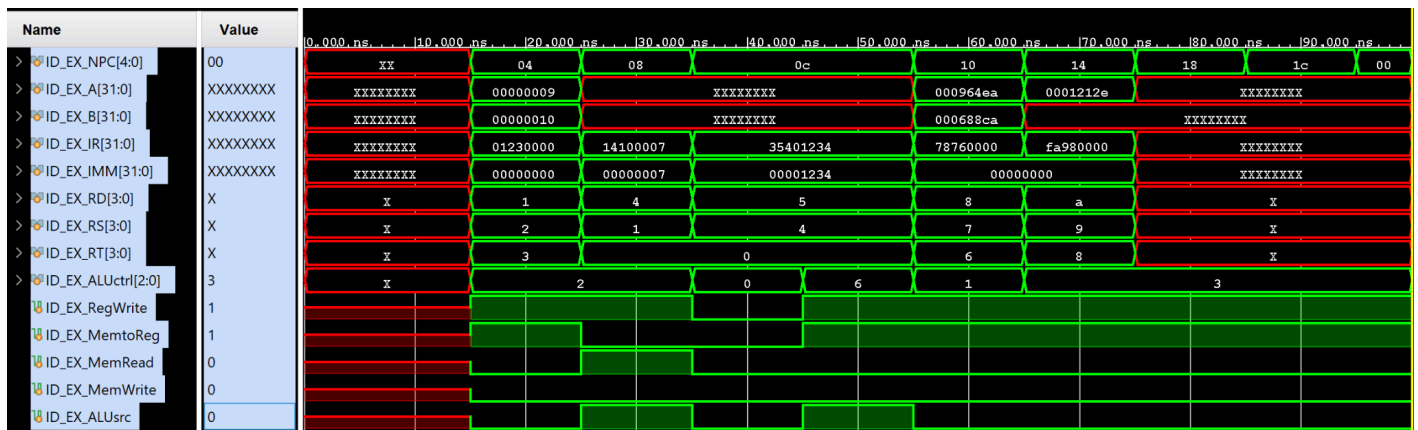 Name Value
0.000 ns 10.000 ns 20.000 ns 30.000 ns 40.000 ns 50.000 ns 60.000 ns 70.000 ns 80.000 ns 90.000 ns
> ID_EX_NPC[4:0] 00 XX 04 08 0c 10 14 18 1c 00
> ID_EX_A[31:0] XXXXXXXX XXXXXXXX 00000009 XXXXXXXX 000964ea 0001212e XXXXXXXX
> ID_EX_B[31:0] XXXXXXXX XXXXXXXX 00000010 XXXXXXXX 000688ca XXXXXXXX
> ID_EX_IR[31:0] XXXXXXXX XXXXXXXX 01230000 14100007 35401234 78760000 fa980000 XXXXXXXX
> ID_EX_IMM[31:0] XXXXXXXX XXXXXXXX 00000000 00000007 00001234 00000000 XXXXXXXX
> ID_EX_RD[3:0] X X 1 4 5 8 a X
> ID_EX_RS[3:0] X X 2 1 4 7 9 X
> ID_EX_RT[3:0] X X 3 0 6 8 X
> ID_EX_ALUctrl[2:0] 3 X 2 0 6 1 3
ID_EX_RegWrite 1
ID_EX_MemtoReg 1
ID_EX_MemRead 0
ID_EX_MemWrite 0
ID_EX_ALUsrc 0